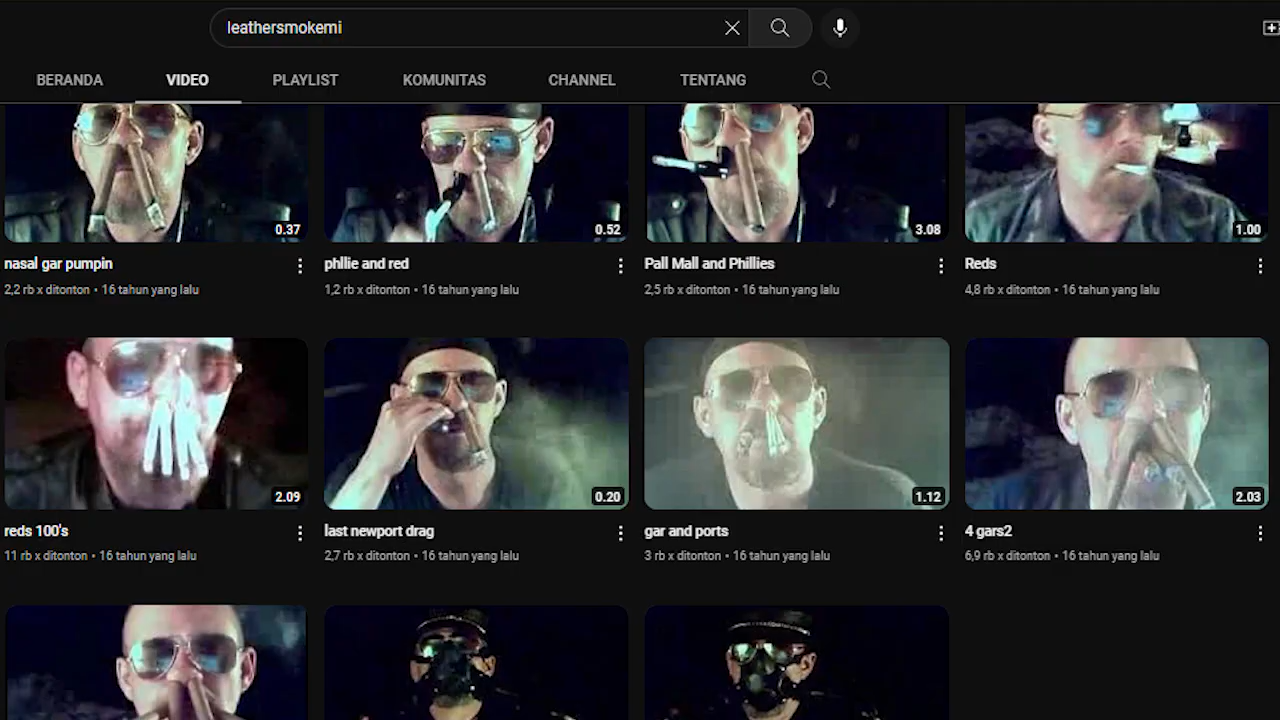 leathersmokemi
BERANDA VIDEO PLAYLIST KOMUNITAS CHANNEL TENTANG
0.37 0.52 3.08 1.00
nasal gar pumpin phllie and red Pall Mall and Phillies Reds
2,2 rb x ditonton • 16 tahun yang lalu 1,2 rb x ditonton • 16 tahun yang lalu 2,5 rb x ditonton • 16 tahun yang lalu 4,8 rb x ditonton • 16 tahun yang lalu
2.09 0.20 1.12 2.03
reds 100's last newport drag gar and ports 4 gars2
11 rb x ditonton • 16 tahun yang lalu 2,7 rb x ditonton • 16 tahun yang lalu 3 rb x ditonton • 16 tahun yang lalu 6,9 rb x ditonton • 16 tahun yang lalu